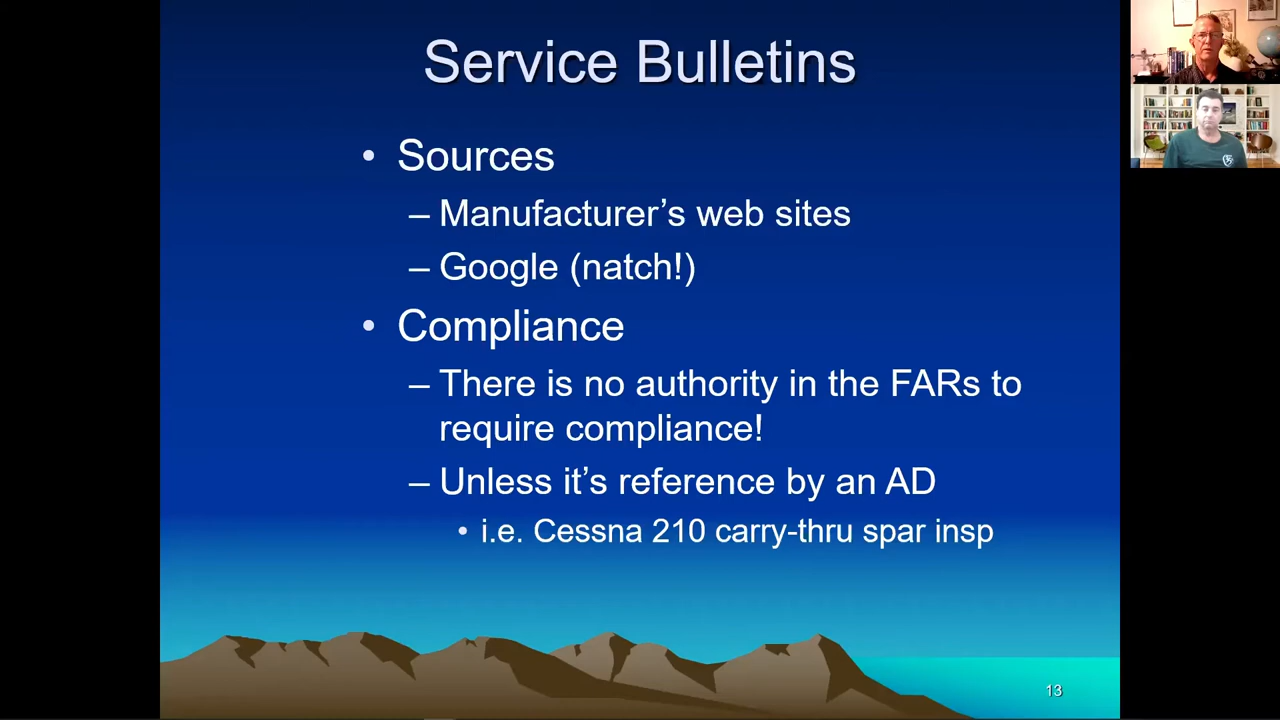 Service Bulletins
• Sources
– Manufacturer’s web sites
– Google (natch!)
• Compliance
– There is no authority in the FARs to
require compliance!
– Unless it’s reference by an AD
• i.e. Cessna 210 carry-thru spar insp
13